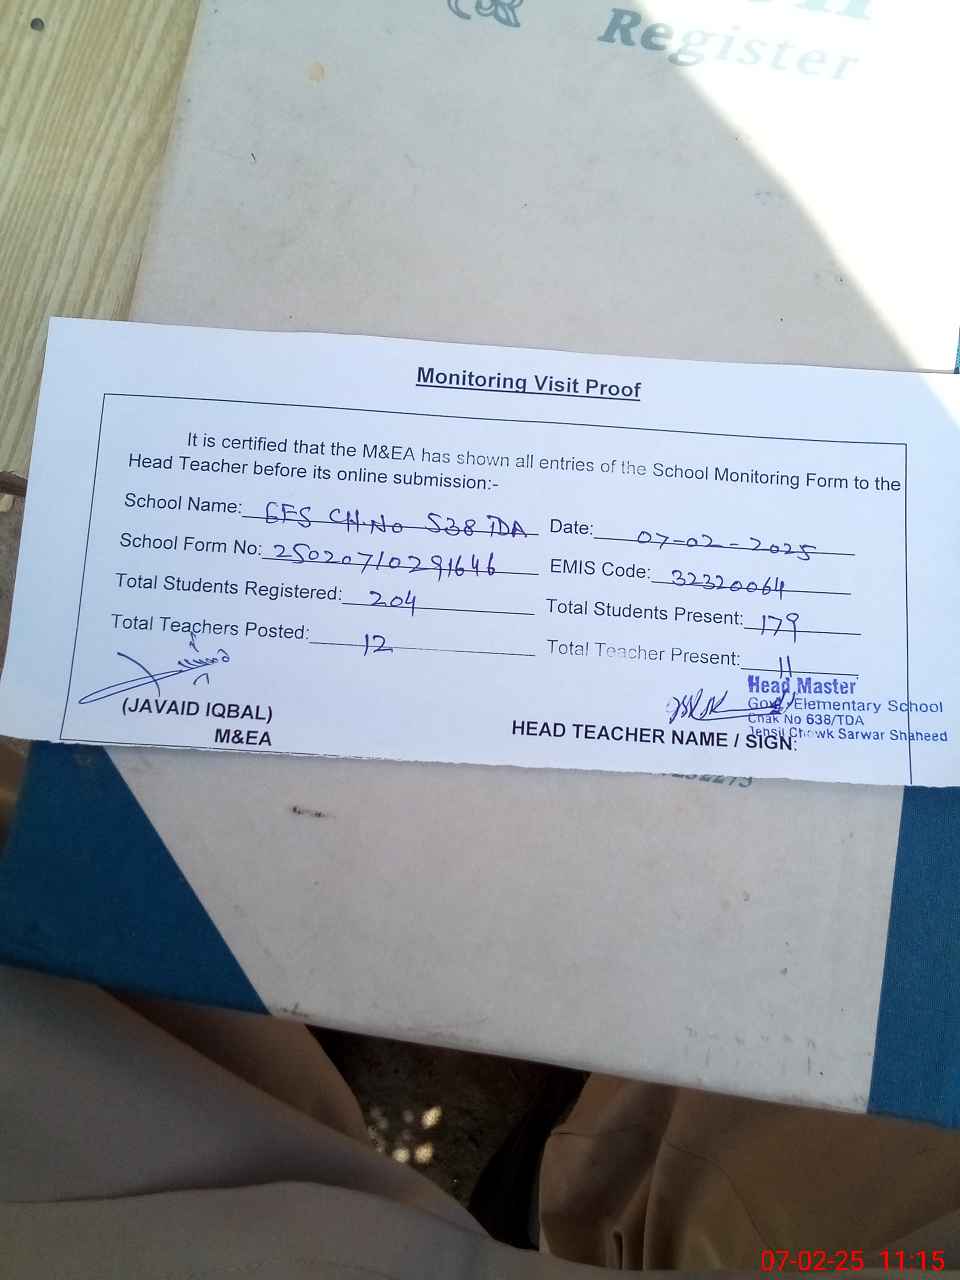 Register
Monitoring Visit Proof
It is certified that the M&EA has shown all entries of the School Monitoring Form to the
Head Teacher before its online submission:-
School Name: EFS CH.No 538 TDA Date: 07-02-2025
School Form No: 25020710291646 EMIS Code: 32320064
Total Students Registered: 204 Total Students Present: 179
Total Teachers Posted: 12 Total Teacher Present: 11
(JAVAID IQBAL)
M&EA
HEAD TEACHER NAME / SIGN:
Head Master
Govt. Elementary School
Chak No 638/TDA
Tehsil Chowk Sarwar Shaheed
07-02-25 11:15